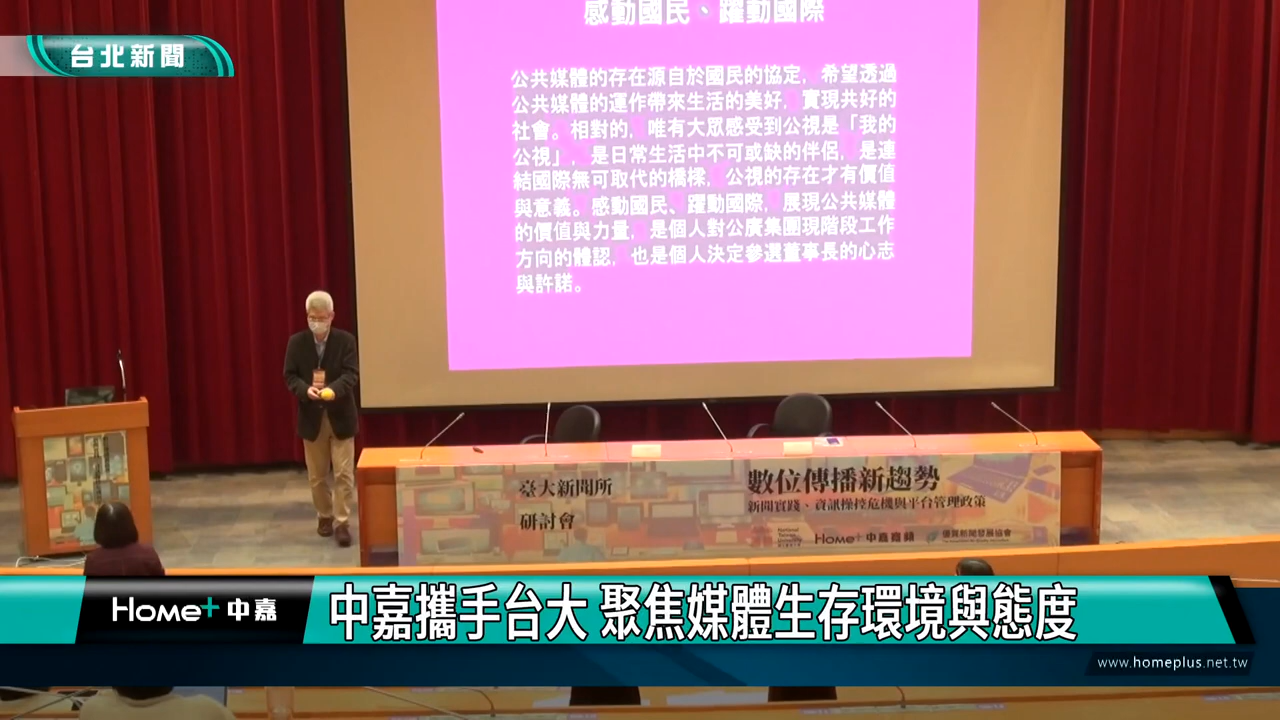 感動國民、躍動國際
台北新聞
公共媒體的存在源自於國民的協定，希望透過
公共媒體的運作帶來生活的美好，實現共好的
社會。相對的，唯有大眾感受到公視是「我的
公視」，是日常生活中不可或缺的伴侶，是連
結國際無可取代的橋樑，公視的存在才有價值
與意義。感動國民、躍動國際，展現公共媒體
的價值與力量，是個人對公廣集團現階段工作
方向的體認，也是個人決定參選董事長的心志
與許諾。
臺大新聞所
研討會
數位傳播新趨勢
新聞實踐、資訊操控危機與平台管理政策
National Taiwan University
Home+ 中嘉寬頻
優質新聞發展協會
Home+ 中嘉
中嘉攜手台大 聚焦媒體生存環境與態度
www.homeplus.net.tw